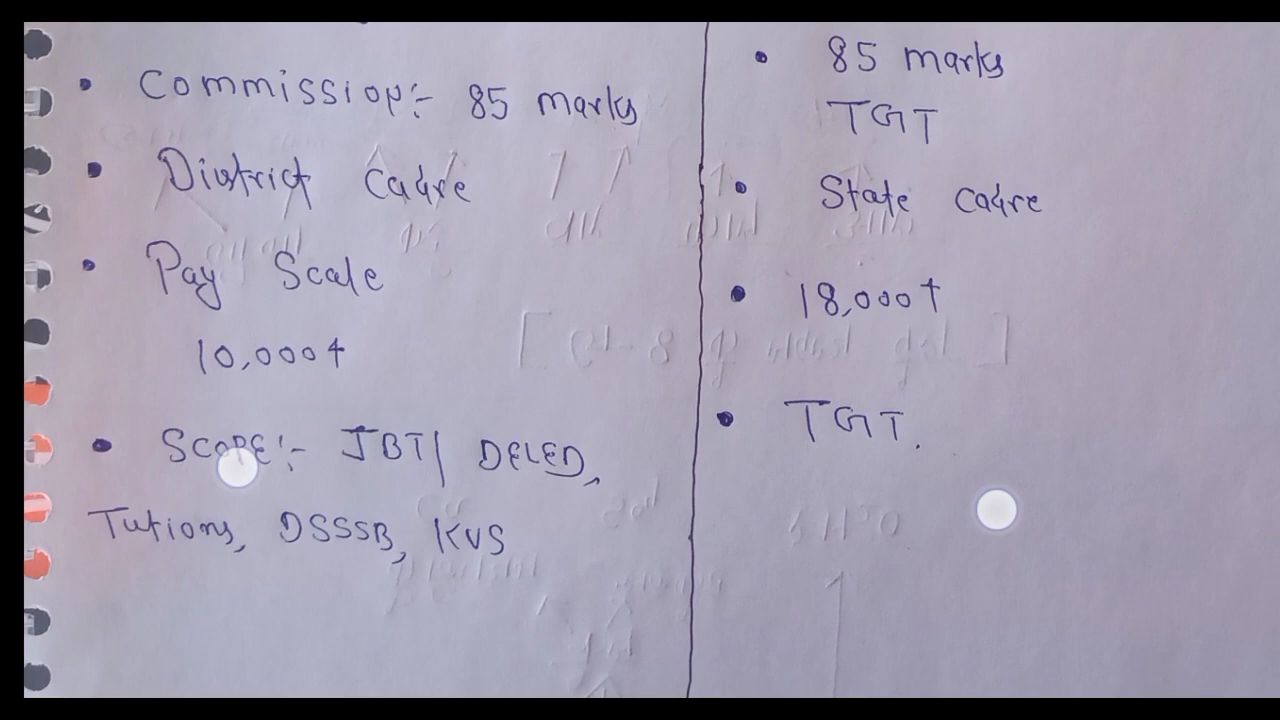 • Commission:- 85 marks
• District Cadre
• Pay Scale
10,000+
• SCOPE:- JBT/ DELED,
Tutions, DSSSB, KVS
• 85 marks
TGT
• State cadre
• 18,000+
• TGT.